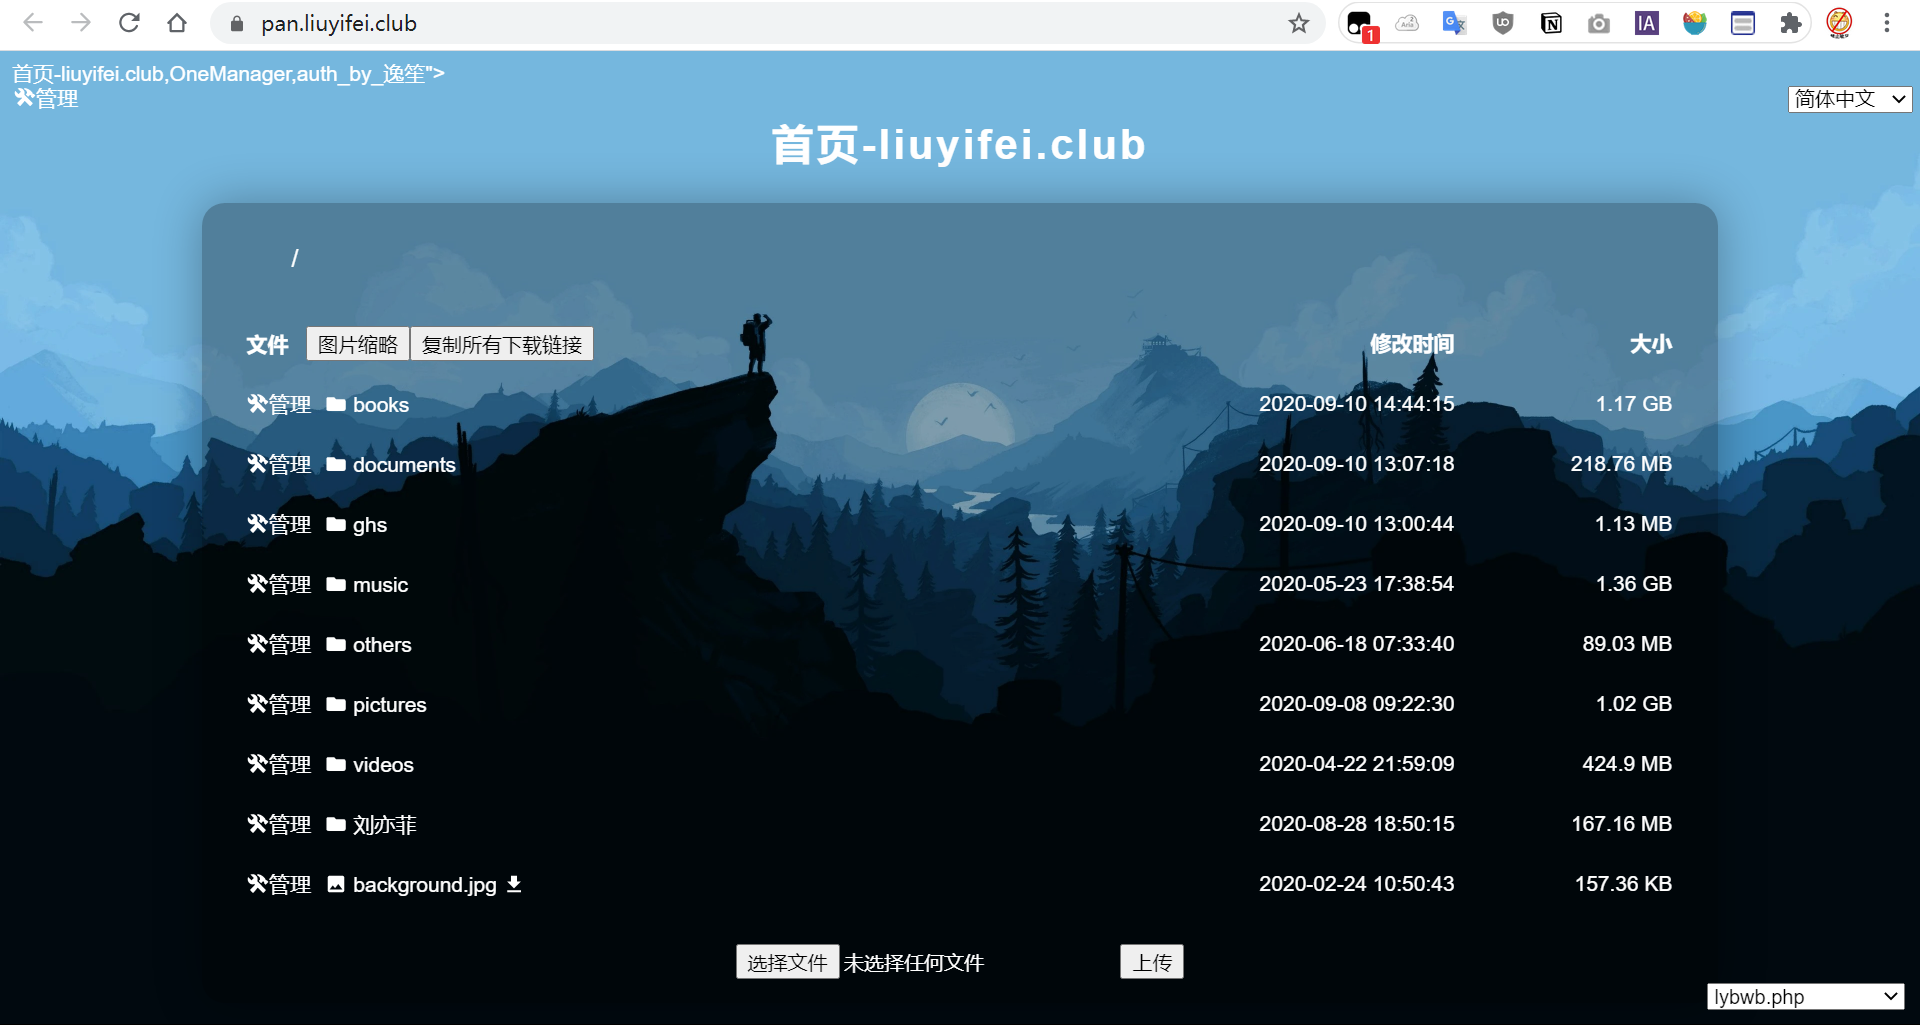 pan.liuyifei.club
1
首页-liuyifei.club,OneManager,auth_by_逸笙">
管理
简体中文
首页-liuyifei.club
/
文件 图片缩略 复制所有下载链接 修改时间 大小
管理 books 2020-09-10 14:44:15 1.17 GB
管理 documents 2020-09-10 13:07:18 218.76 MB
管理 ghs 2020-09-10 13:00:44 1.13 MB
管理 music 2020-05-23 17:38:54 1.36 GB
管理 others 2020-06-18 07:33:40 89.03 MB
管理 pictures 2020-09-08 09:22:30 1.02 GB
管理 videos 2020-04-22 21:59:09 424.9 MB
管理 刘亦菲 2020-08-28 18:50:15 167.16 MB
管理 background.jpg 2020-02-24 10:50:43 157.36 KB
选择文件 未选择任何文件 上传
lybwb.php